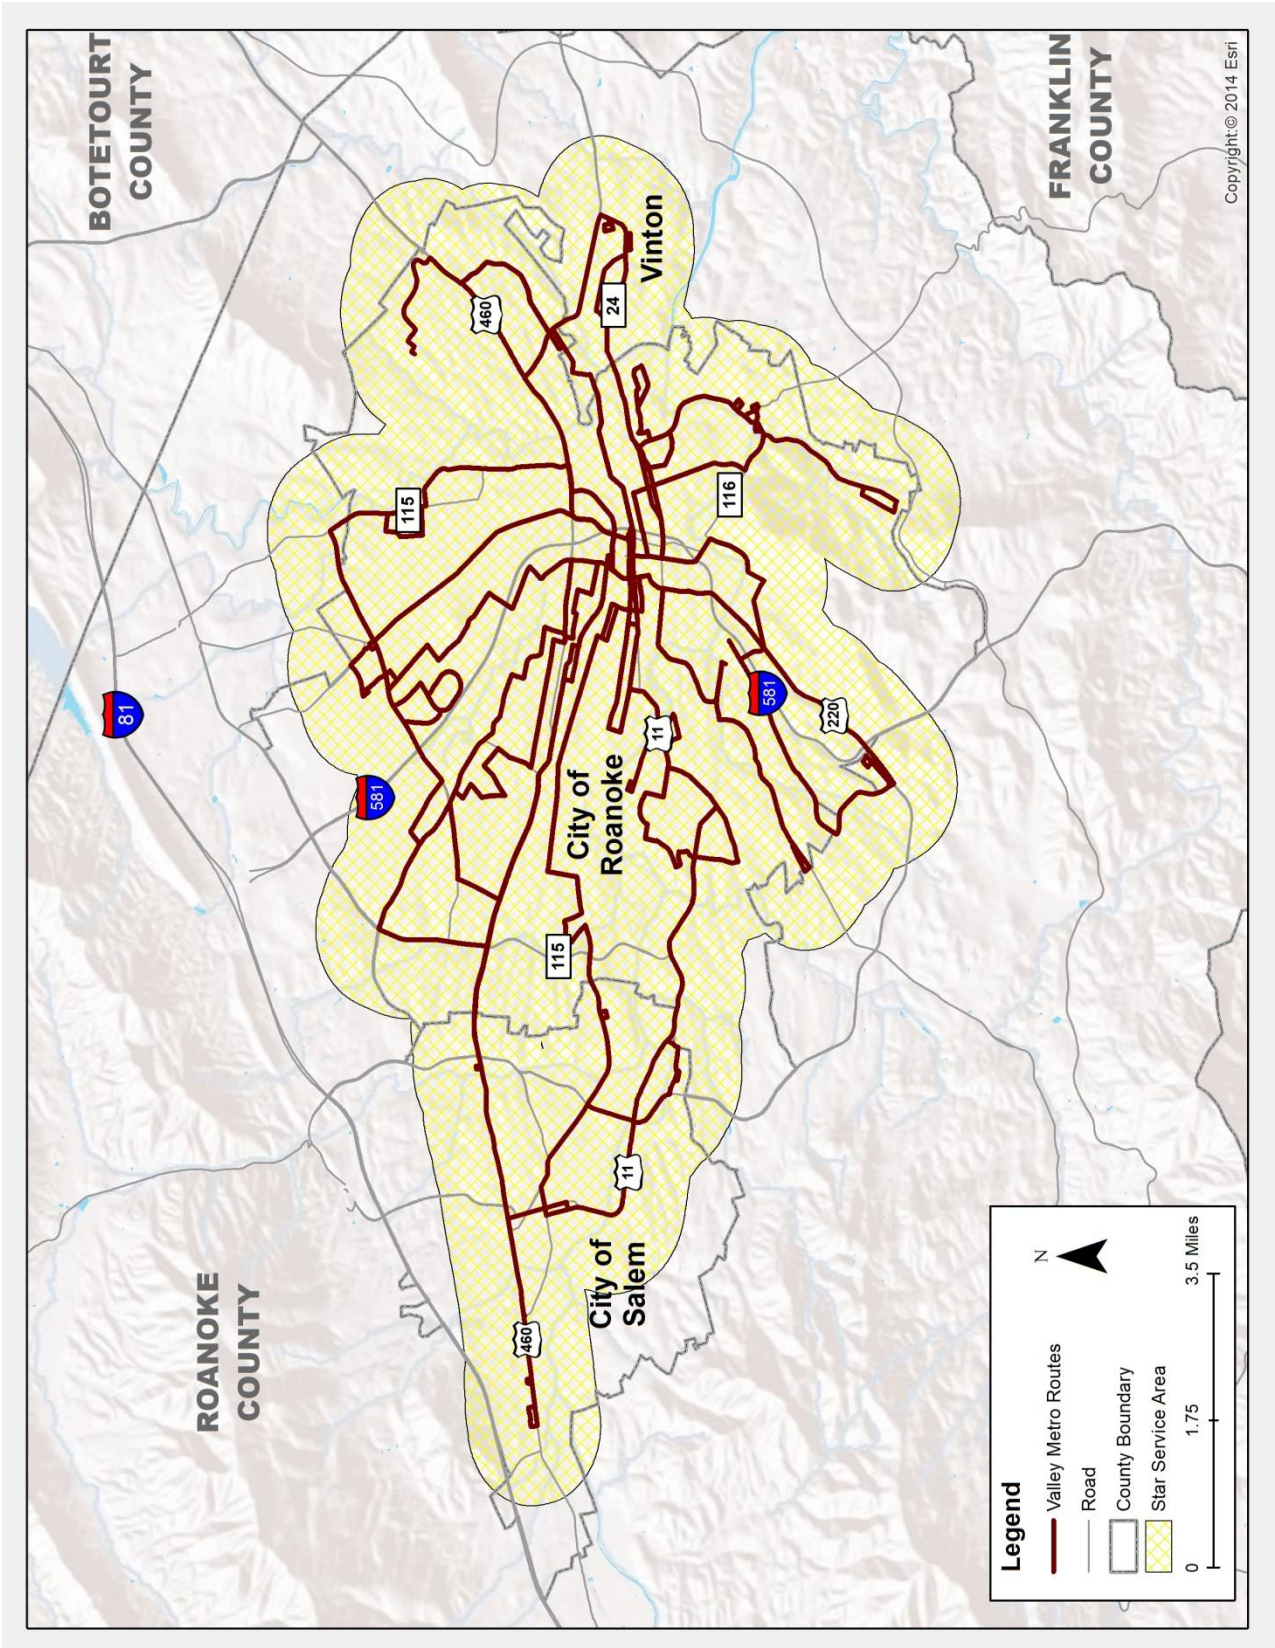 BOTETOURT
COUNTY
ROANOKE
COUNTY
FRANKLIN
COUNTY
81
581
115
460
24
Vinton
116
115
City of
Roanoke
11
581
220
460
11
City of
Salem
Legend
Valley Metro Routes
Road
County Boundary
Star Service Area
N
0
1.75
3.5 Miles
Copyright:© 2014 Esri